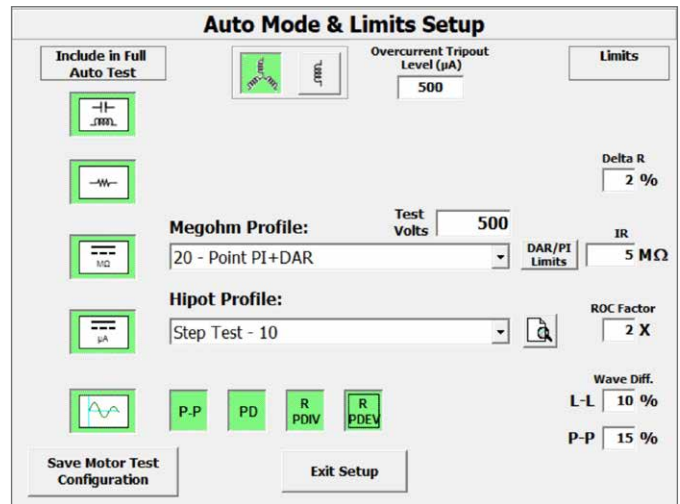 Auto Mode & Limits Setup
Include in Full
Auto Test
Overcurrent Tripout
Level (µA)
500
Limits
Delta R
2 %
Megohm Profile:
Test
Volts
500
20 - Point PI+DAR
DAR/PI
Limits
IR
5 MΩ
MΩ
Hipot Profile:
Step Test - 10
ROC Factor
2 X
µA
P-P
PD
R
PDIV
R
PDEV
Wave Diff.
L-L 10 %
P-P 15 %
Save Motor Test
Configuration
Exit Setup